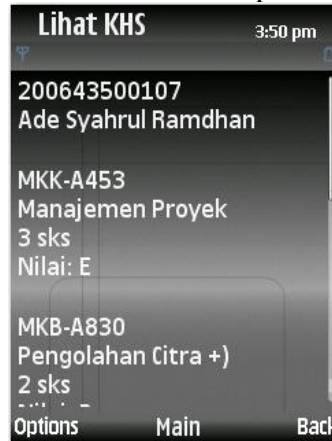 Lihat KHS
3:50 pm
200643500107
Ade Syahrul Ramdhan
MKK-A453
Manajemen Proyek
3 sks
Nilai: E
MKB-A830
Pengolahan Citra +)
2 sks
Options Main Back